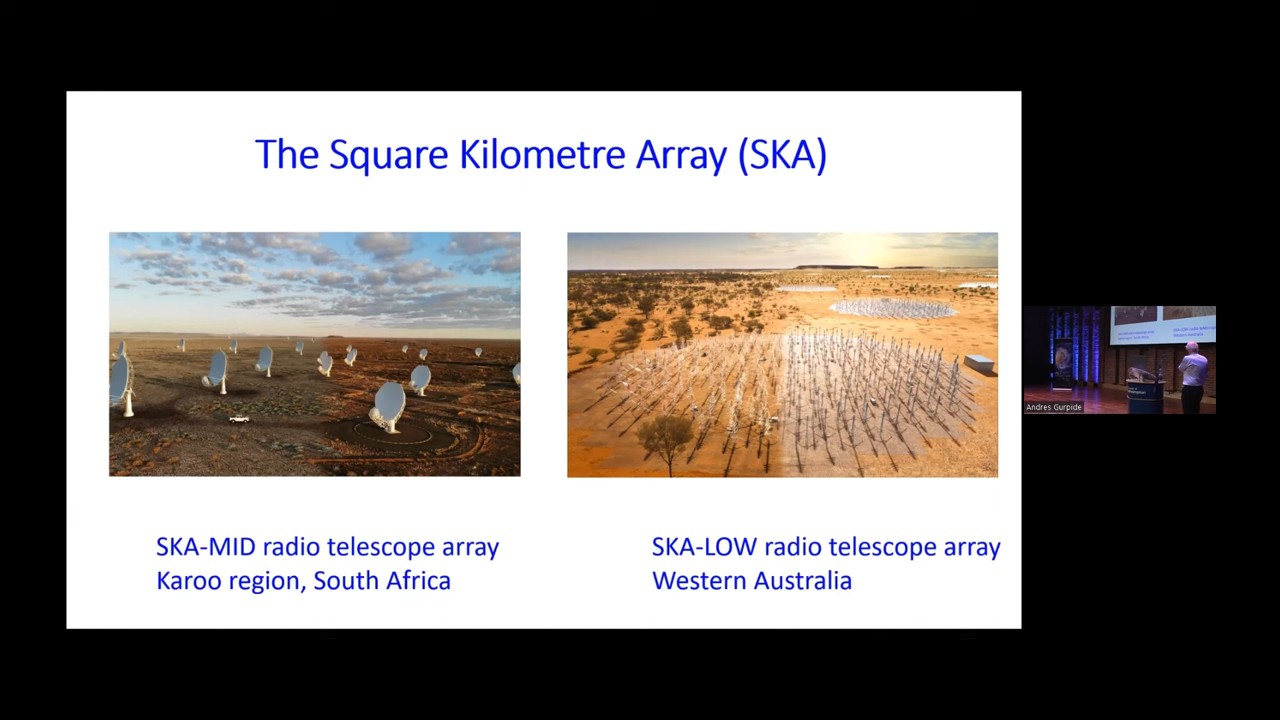 The Square Kilometre Array (SKA)
SKA-MID radio telescope array
Karoo region, South Africa
SKA-LOW radio telescope array
Western Australia
Andres Gurpide